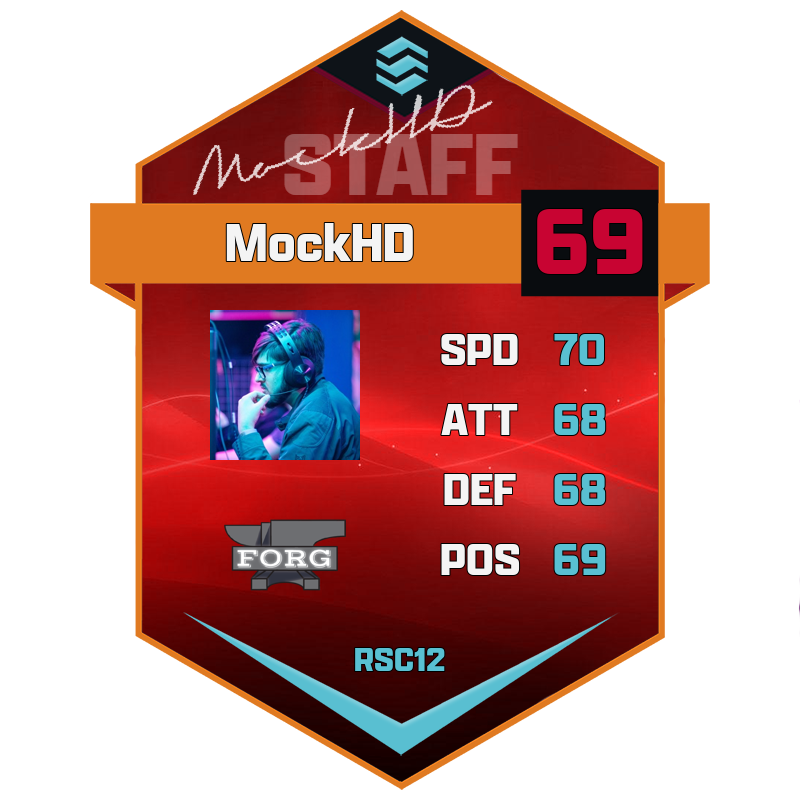 MockHD
STAFF
MockHD 69
SPD 70
ATT 68
DEF 68
FORG
POS 69
RSC12